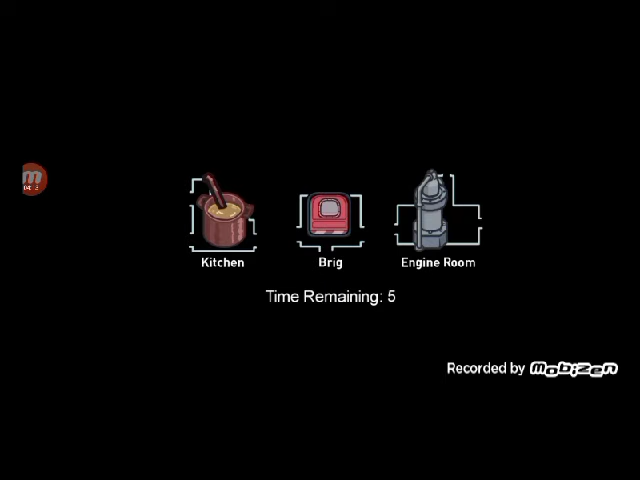 Kitchen Brig Engine Room
Time Remaining: 5
Recorded by mobizen